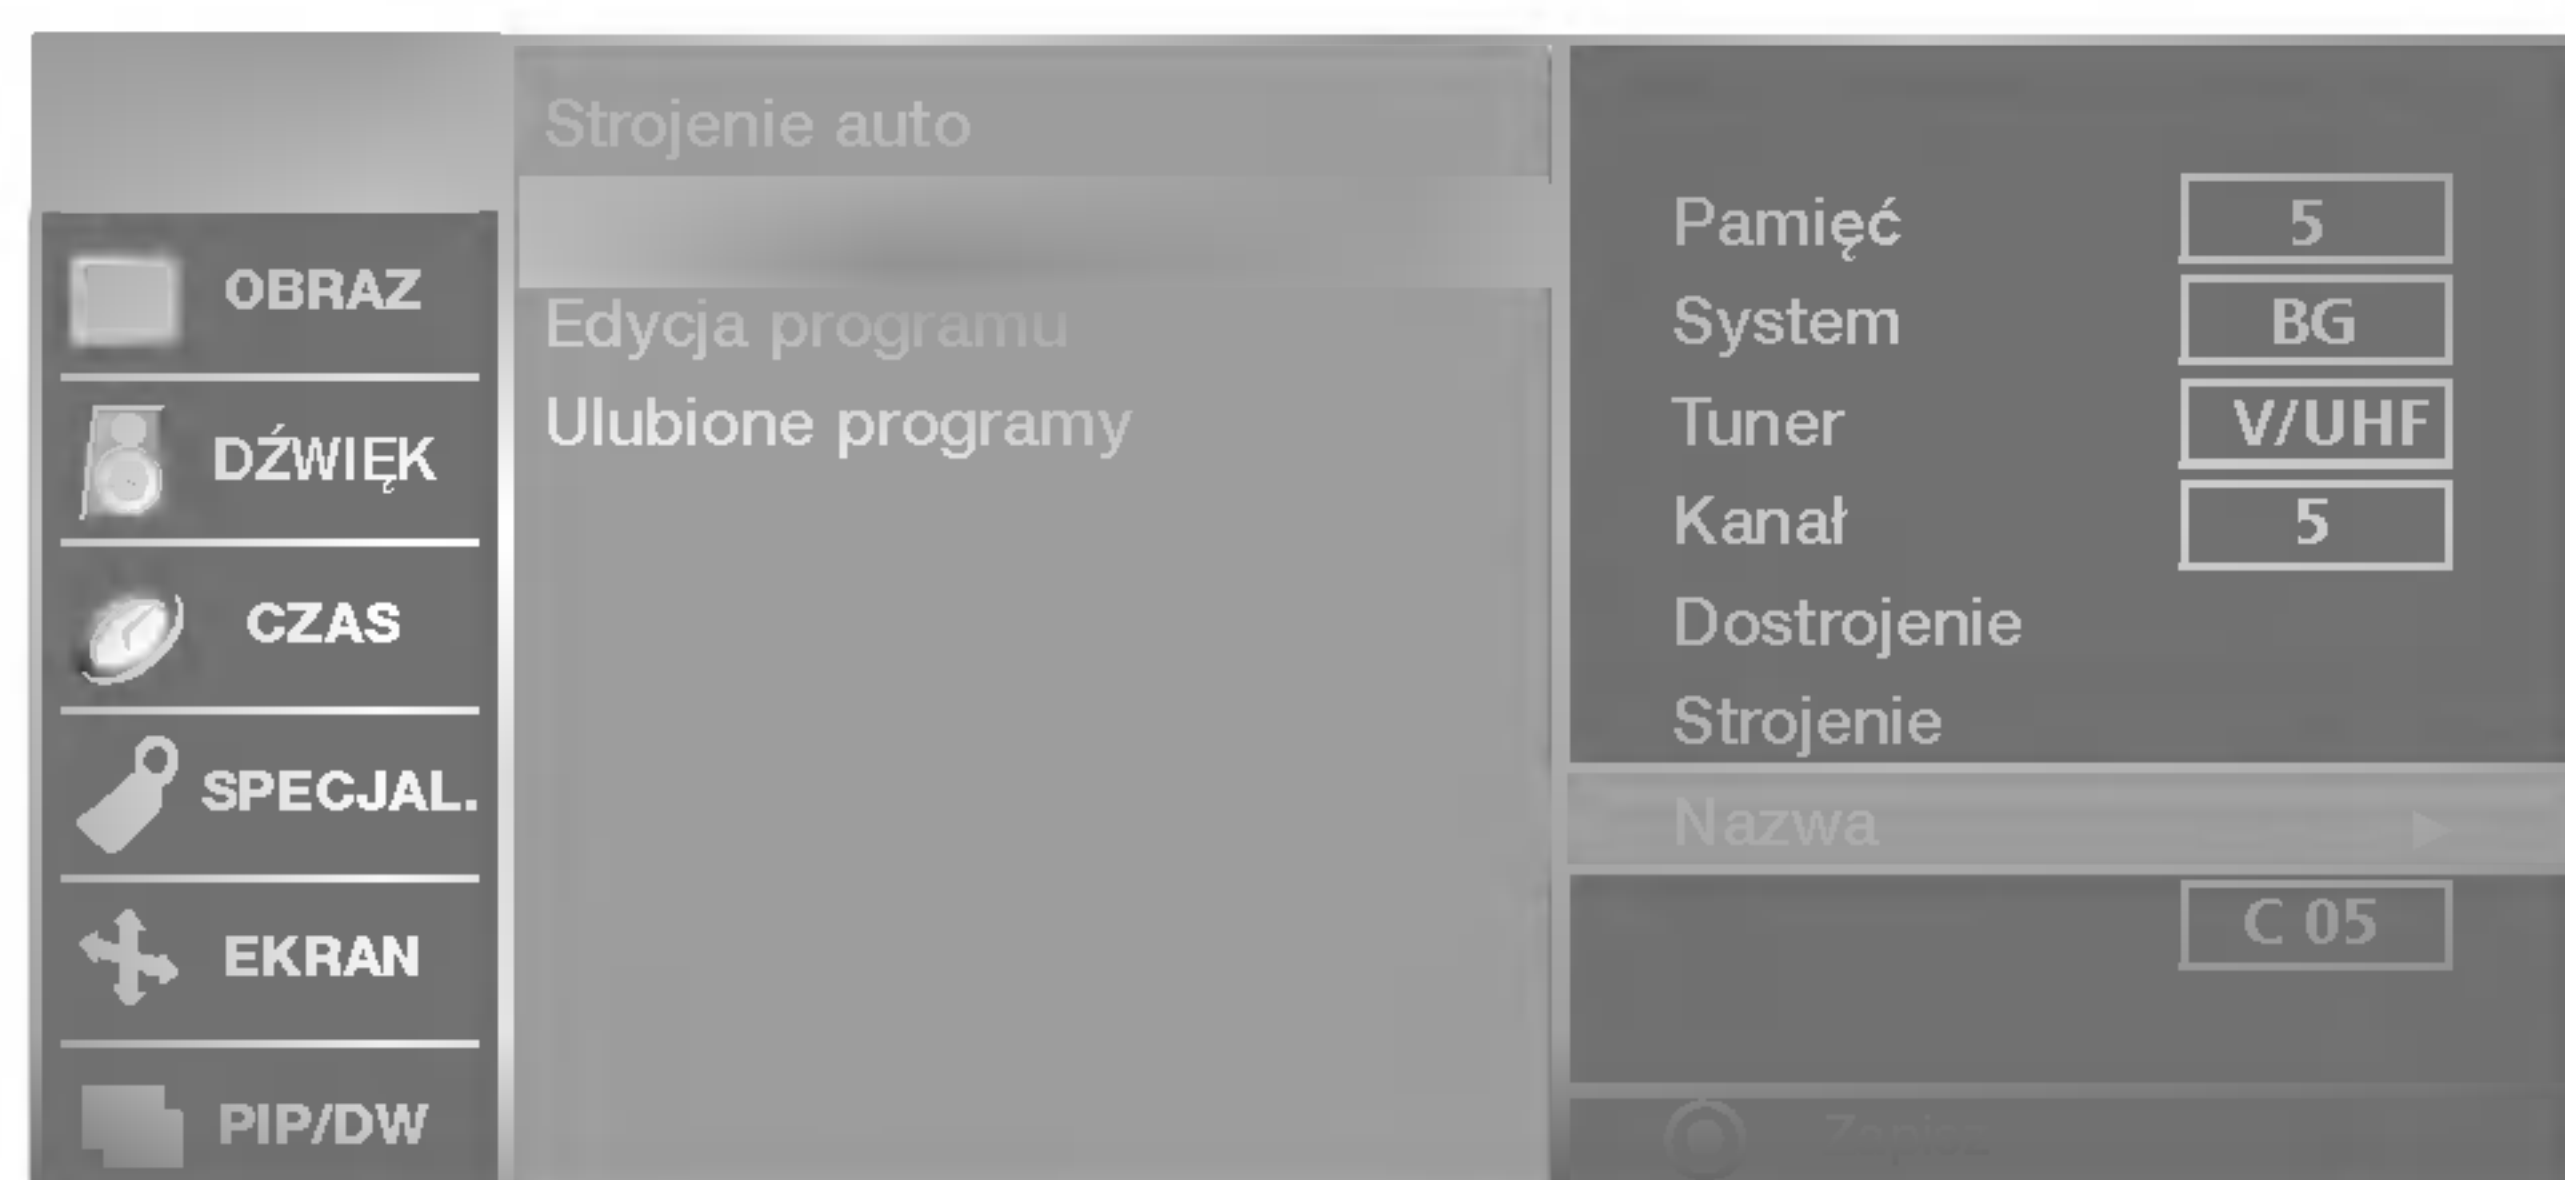 OBRAZ
DŹWIĘK
CZAS
SPECJAL.
EKRAN
PIP/DW
Strojenie auto
Edycja programu
Ulubione programy
Pamięć 5
System BG
Tuner V/UHF
Kanał 5
Dostrojenie
Strojenie
Nazwa
C 05
Zapisz